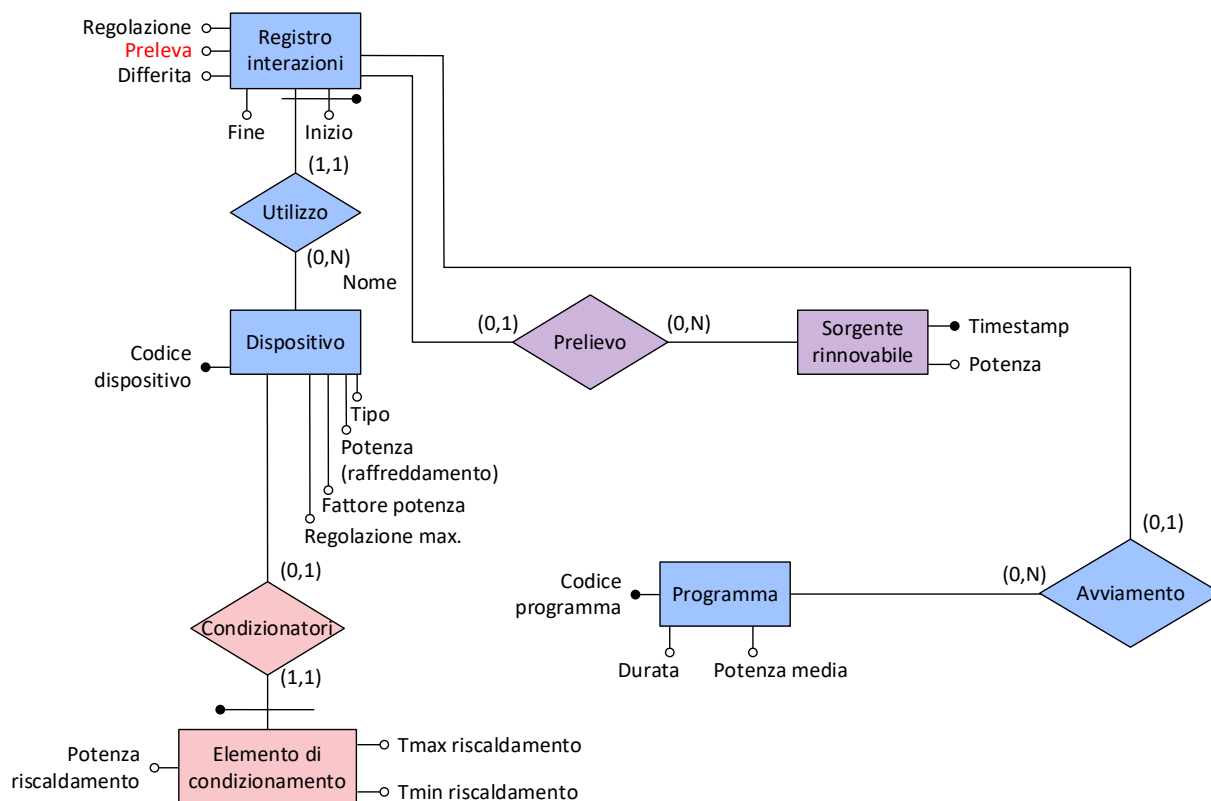 Regolazione
Preleva
Differita
Registro
interazioni
Fine
Inizio
(1,1)
Utilizzo
(0,N)
Nome
Codice
dispositivo
Dispositivo
Tipo
Potenza
(raffreddamento)
Fattore potenza
Regolazione max.
(0,1)
Prelievo
(0,N)
Sorgente
rinnovabile
Timestamp
Potenza
(0,1)
(0,N)
Avviamento
Codice
programma
Programma
Durata
Potenza media
(0,1)
Condizionatori
(1,1)
Potenza
riscaldamento
Elemento di
condizionamento
Tmax riscaldamento
Tmin riscaldamento